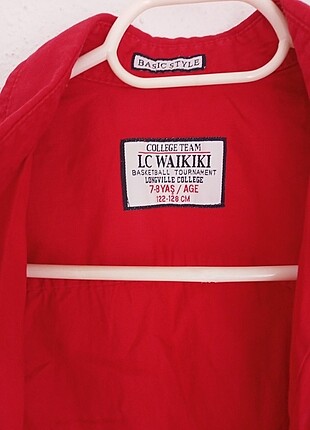 BASIC STYLE
COLLEGE TEAM
LC WAIKIKI
BASKETBALL TOURNAMENT
LONGVILLE COLLEGE
7-8 YAŞ / AGE
122-128 CM